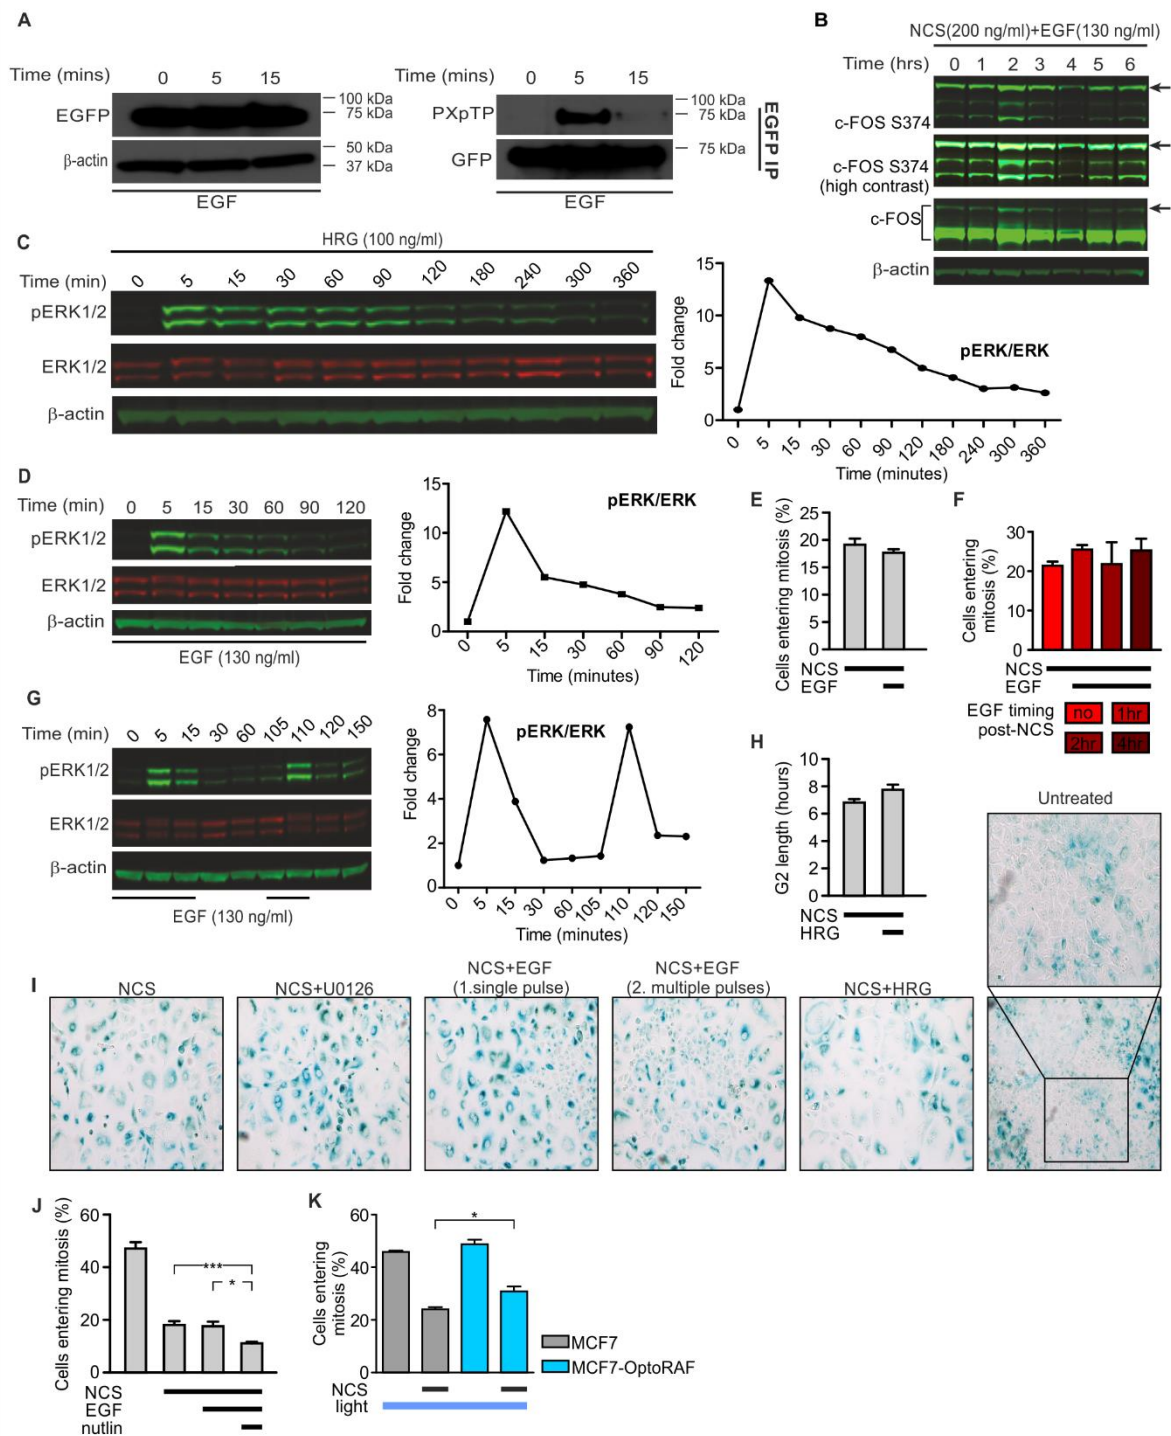 A
Time (mins) 0 5 15
EGFP
100 kDa
75 kDa
β-actin
50 kDa
37 kDa
EGF
Time (mins) 0 5 15
PXpTP
100 kDa
75 kDa
GFP
75 kDa
EGFP IP
EGF
B
NCS(200 ng/ml)+EGF(130 ng/ml)
Time (hrs) 0 1 2 3 4 5 6
c-FOS S374
c-FOS S374
(high contrast)
c-FOS
β-actin
C
HRG (100 ng/ml)
Time (min) 0 5 15 30 60 90 120 180 240 300 360
pERK1/2
ERK1/2
β-actin
Fold change
15
10
5
0
pERK/ERK
0 5 15 30 60 90 120 180 240 300 360
Time (minutes)
D
Time (min) 0 5 15 30 60 90 120
pERK1/2
ERK1/2
β-actin
EGF (130 ng/ml)
Fold change
15
10
5
0
pERK/ERK
0 5 15 30 60 90 120
Time (minutes)
E
Cells entering mitosis (%)
25
20
15
10
5
0
NCS
EGF
F
Cells entering
mitosis (%)
30
20
10
0
NCS
EGF
EGF timing
post-NCS
no 1hr
2hr 4hr
G
Time (min) 0 5 15 30 60 105 110 120 150
pERK1/2
ERK1/2
β-actin
EGF (130 ng/ml)
Fold change
8
6
4
2
0
pERK/ERK
0 5 15 30 60 105 110 120 150
Time (minutes)
H
G2 length (hours)
10
8
6
4
2
0
NCS
HRG
Untreated
I
NCS
NCS+U0126
NCS+EGF
(1.single pulse)
NCS+EGF
(2. multiple pulses)
NCS+HRG
J
Cells entering mitosis (%)
60
40
20
0
***
*
NCS
EGF
nutlin
K
Cells entering
mitosis (%)
60
40
20
0
*
NCS
light
MCF7
MCF7-OptoRAF